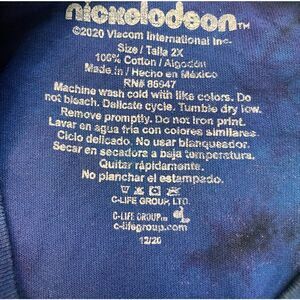 nickelodeon™
©2020 Viacom International Inc.
Size / Talla 2X
100% Cotton / Algodón
Made in / Hecho en México
RN# 86947
Machine wash cold with like colors. Do
not bleach. Delicate cycle. Tumble dry low.
Remove promptly. Do not iron print.
Lavar en agua fría con colores similares.
Ciclo delicado. No usar blanqueador.
Secar en secadora a baja temperatura.
Quitar rápidamente.
No planchar el estampado.
C-LIFE GROUP, LTD.
C-LIFE GROUP
c-lifegroup.com
12/20